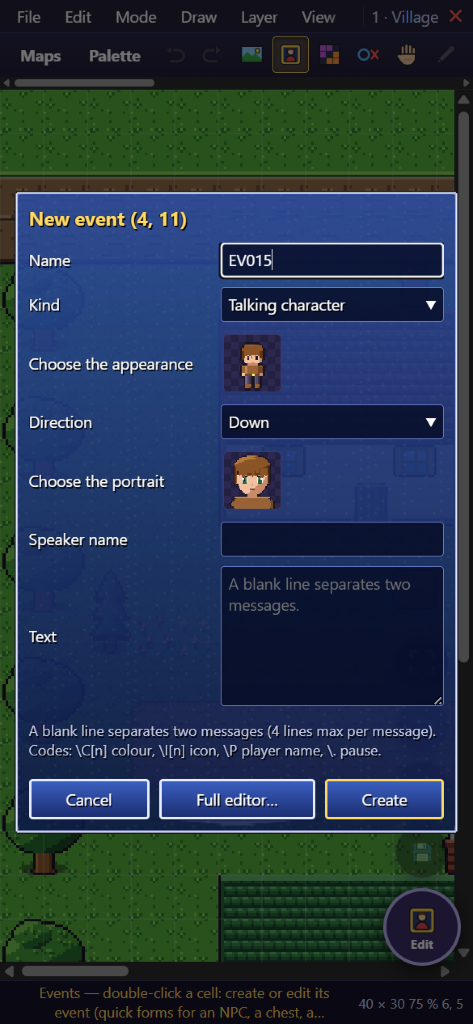 File Edit Mode Draw Layer View 1 · Village
Maps Palette
New event (4, 11)
Name EV015
Kind Talking character
Choose the appearance
Direction Down
Choose the portrait
Speaker name
Text A blank line separates two
messages.
A blank line separates two messages (4 lines max per message).
Codes: \C[n] colour, \I[n] icon, \P player name, \. pause.
Cancel Full editor... Create
Edit
Events — double-click a cell: create or edit its
event (quick forms for an NPC, a chest, a...
40 × 30 75 % 6, 5